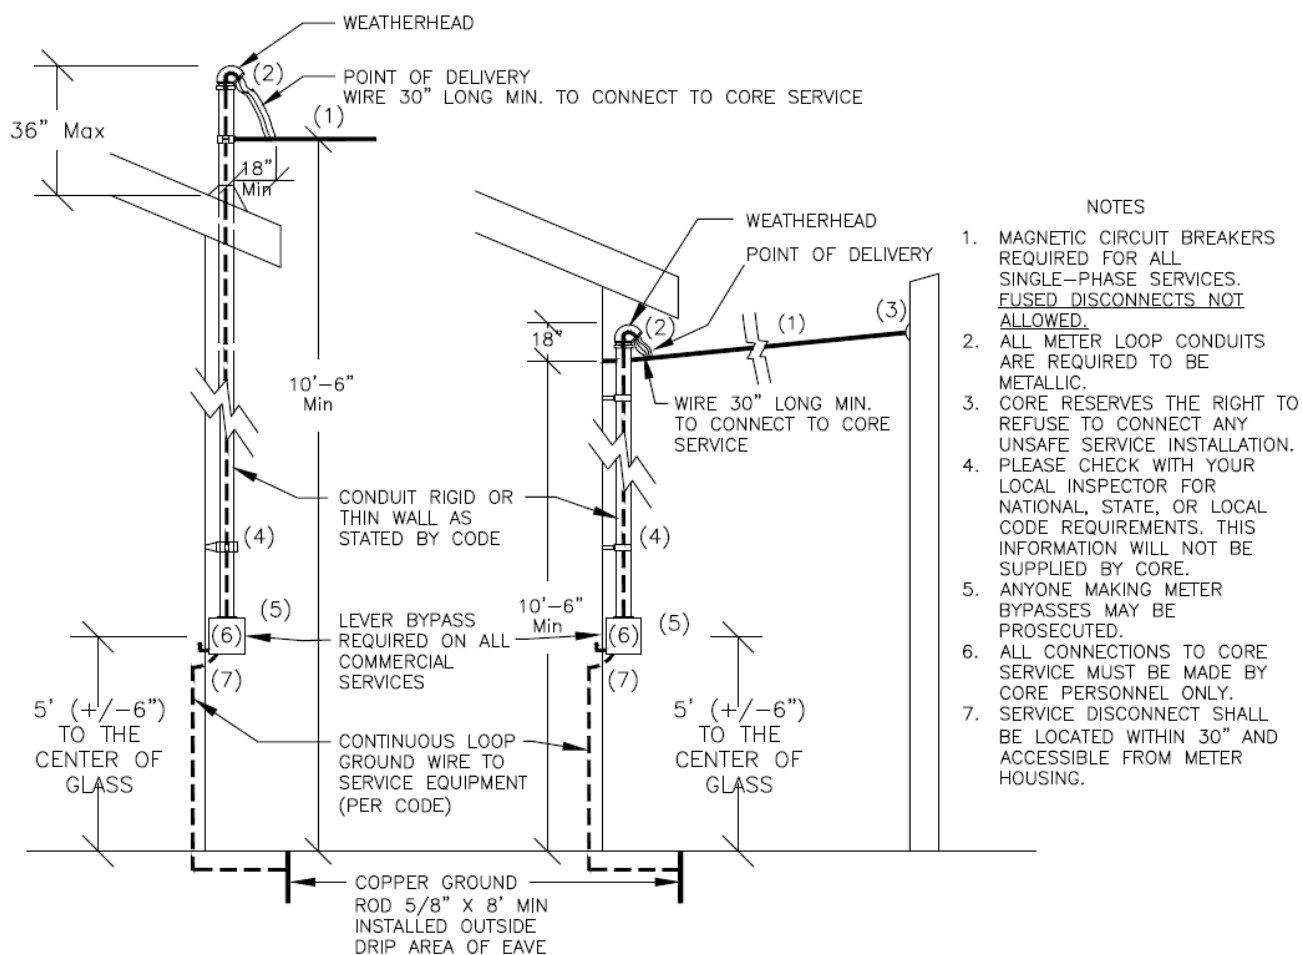 WEATHERHEAD
(2)
POINT OF DELIVERY
WIRE 30" LONG MIN. TO CONNECT TO CORE SERVICE
36" Max
(1)
18"
Min
10'-6"
Min
CONDUIT RIGID OR
THIN WALL AS
STATED BY CODE
(4)
(5)
LEVER BYPASS
REQUIRED ON ALL
COMMERCIAL
SERVICES
(6)
(7)
5' (+/-6")
TO THE
CENTER OF
GLASS
CONTINUOUS LOOP
GROUND WIRE TO
SERVICE EQUIPMENT
(PER CODE)
COPPER GROUND
ROD 5/8" X 8' MIN
INSTALLED OUTSIDE
DRIP AREA OF EAVE
WEATHERHEAD
POINT OF DELIVERY
18"
(2)
(1)
(3)
WIRE 30" LONG MIN.
TO CONNECT TO CORE
SERVICE
(4)
10'-6"
Min
(5)
(6)
(7)
5' (+/-6")
TO THE
CENTER OF
GLASS
NOTES
1. MAGNETIC CIRCUIT BREAKERS
REQUIRED FOR ALL
SINGLE-PHASE SERVICES.
FUSED DISCONNECTS NOT
ALLOWED.
2. ALL METER LOOP CONDUITS
ARE REQUIRED TO BE
METALLIC.
3. CORE RESERVES THE RIGHT TO
REFUSE TO CONNECT ANY
UNSAFE SERVICE INSTALLATION.
4. PLEASE CHECK WITH YOUR
LOCAL INSPECTOR FOR
NATIONAL, STATE, OR LOCAL
CODE REQUIREMENTS. THIS
INFORMATION WILL NOT BE
SUPPLIED BY CORE.
5. ANYONE MAKING METER
BYPASSES MAY BE
PROSECUTED.
6. ALL CONNECTIONS TO CORE
SERVICE MUST BE MADE BY
CORE PERSONNEL ONLY.
7. SERVICE DISCONNECT SHALL
BE LOCATED WITHIN 30" AND
ACCESSIBLE FROM METER
HOUSING.